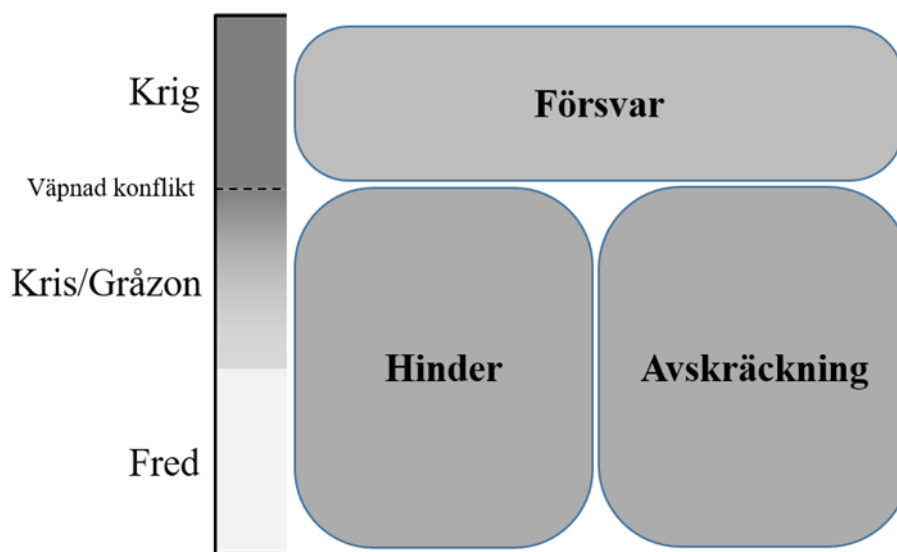 Krig
Försvar
Väpnad konflikt
Kris/Gråzon
Hinder
Avskräckning
Fred